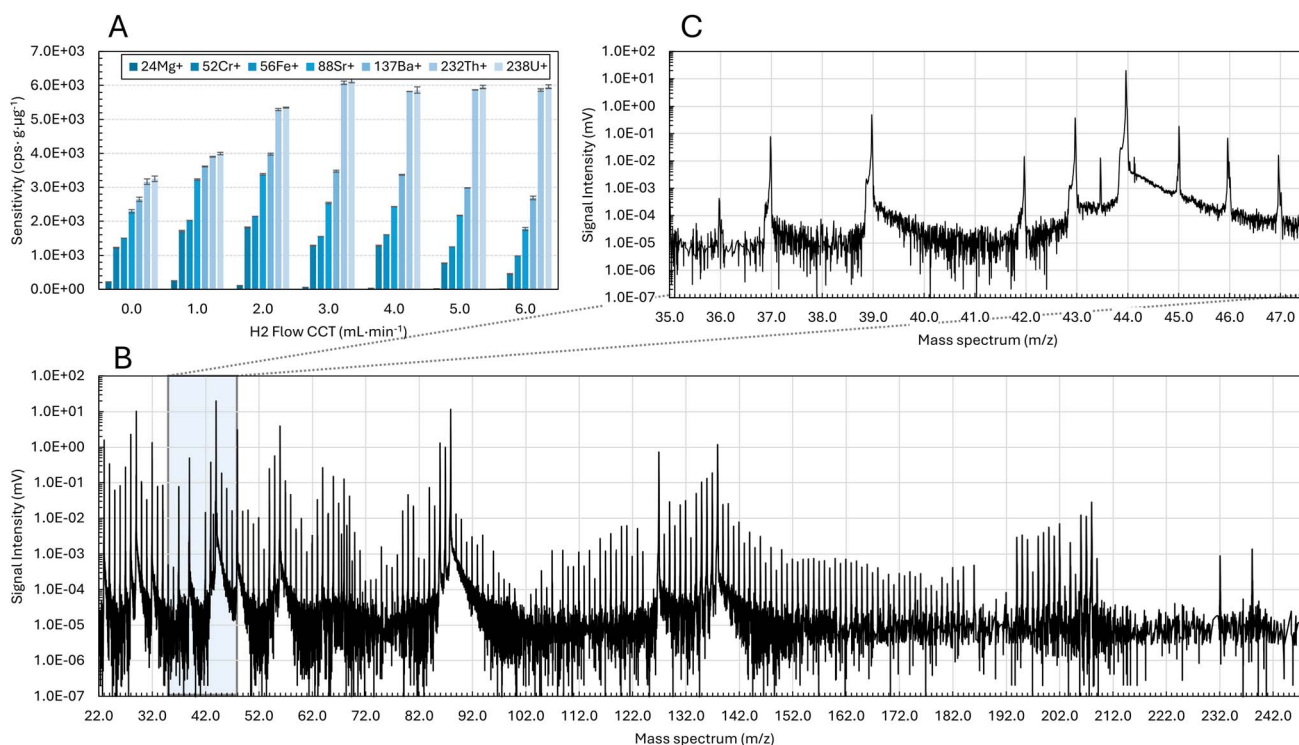 A
7.0E+03
6.0E+03
5.0E+03
4.0E+03
3.0E+03
2.0E+03
1.0E+03
0.0E+00
Sensitivity (cps· g·µg⁻¹)
24Mg+ 52Cr+ 56Fe+ 88Sr+ 137Ba+ 232Th+ 238U+
0.0 1.0 2.0 3.0 4.0 5.0 6.0
H2 Flow CCT (mL·min⁻¹)
C
1.0E+02
1.0E+01
1.0E+00
1.0E-01
1.0E-02
1.0E-03
1.0E-04
1.0E-05
1.0E-06
1.0E-07
Signal Intensity (mV)
35.0 36.0 37.0 38.0 39.0 40.0 41.0 42.0 43.0 44.0 45.0 46.0 47.0
Mass spectrum (m/z)
B
1.0E+02
1.0E+01
1.0E+00
1.0E-01
1.0E-02
1.0E-03
1.0E-04
1.0E-05
1.0E-06
1.0E-07
Signal Intensity (mV)
22.0 32.0 42.0 52.0 62.0 72.0 82.0 92.0 102.0 112.0 122.0 132.0 142.0 152.0 162.0 172.0 182.0 192.0 202.0 212.0 222.0 232.0 242.0
Mass spectrum (m/z)